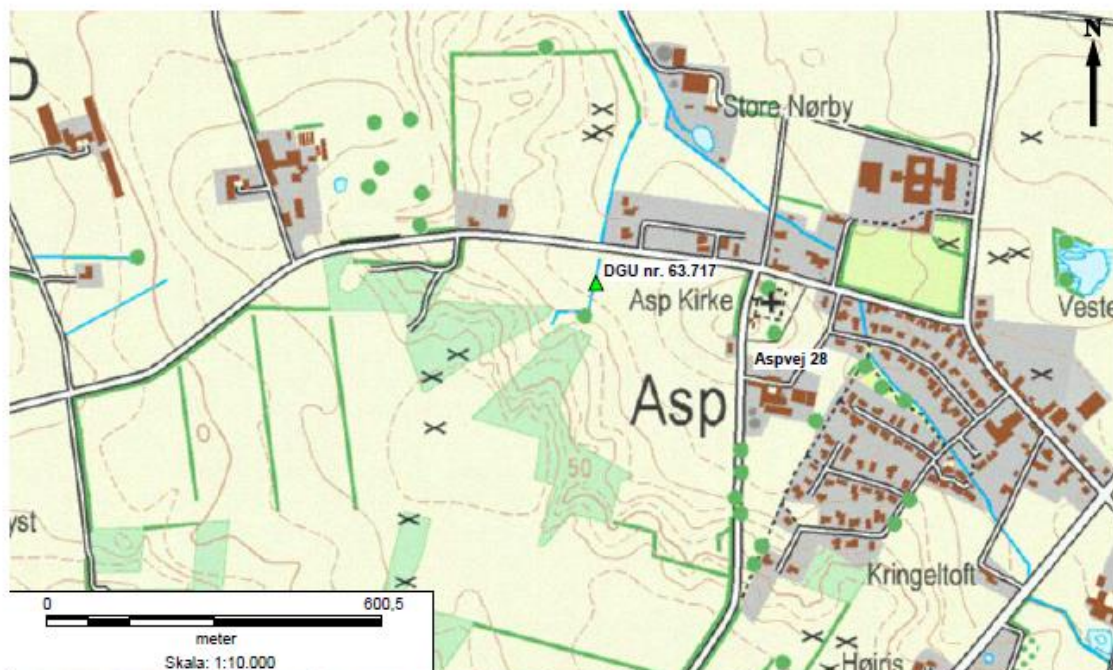 N
Store Nørby
DGU nr. 63.717
Asp Kirke
Veste
Aspvej 28
Asp
50
yst
Kringeltoft
Højris
0 600,5
meter
Skala: 1:10.000